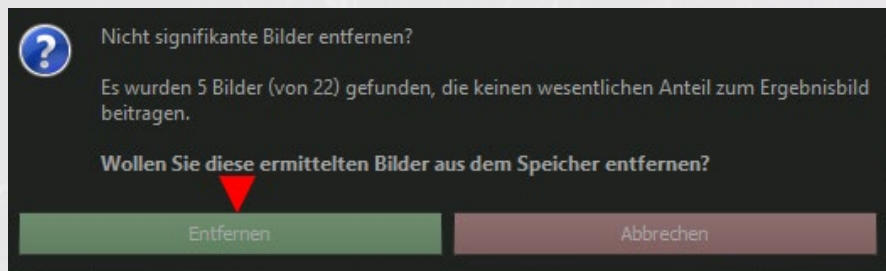 Nicht signifikante Bilder entfernen?
Es wurden 5 Bilder (von 22) gefunden, die keinen wesentlichen Anteil zum Ergebnisbild
beitragen.
Wollen Sie diese ermittelten Bilder aus dem Speicher entfernen?
Entfernen
Abbrechen